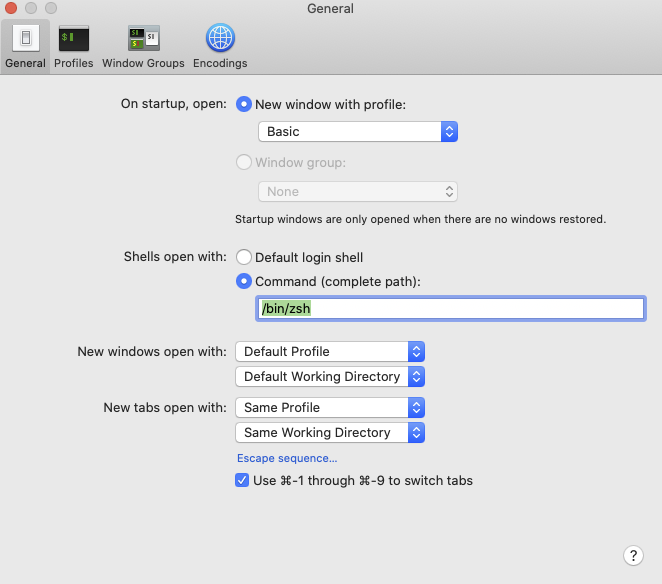 General
General Profiles Window Groups Encodings
On startup, open: New window with profile:
Basic
Window group:
None
Startup windows are only opened when there are no windows restored.
Shells open with: Default login shell
Command (complete path):
/bin/zsh
New windows open with: Default Profile
Default Working Directory
New tabs open with: Same Profile
Same Working Directory
Escape sequence...
Use ⌘-1 through ⌘-9 to switch tabs
?